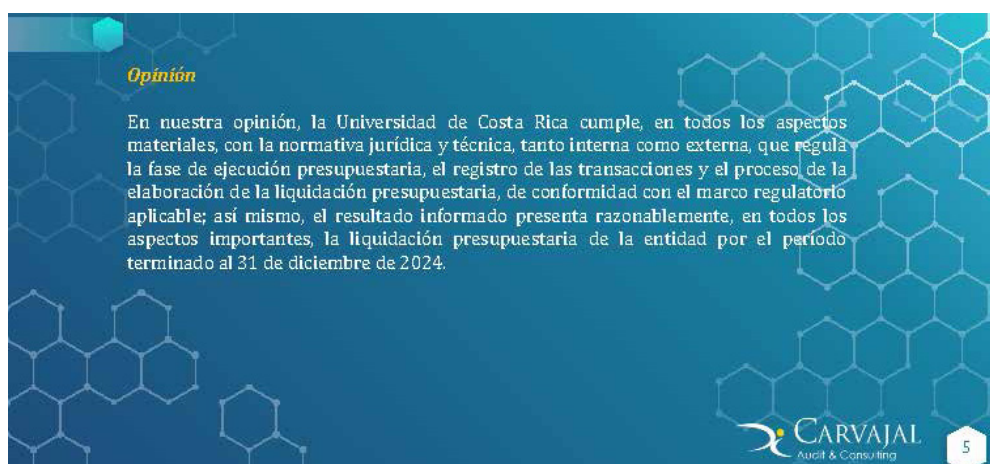 Opinión
En nuestra opinión, la Universidad de Costa Rica cumple, en todos los aspectos
materiales, con la normativa jurídica y técnica, tanto interna como externa, que regula
la fase de ejecución presupuestaria, el registro de las transacciones y el proceso de la
elaboración de la liquidación presupuestaria, de conformidad con el marco regulatorio
aplicable; así mismo, el resultado informado presenta razonablemente, en todos los
aspectos importantes, la liquidación presupuestaria de la entidad por el período
terminado al 31 de diciembre de 2024.
CARVAJAL
Audit & Consulting
5